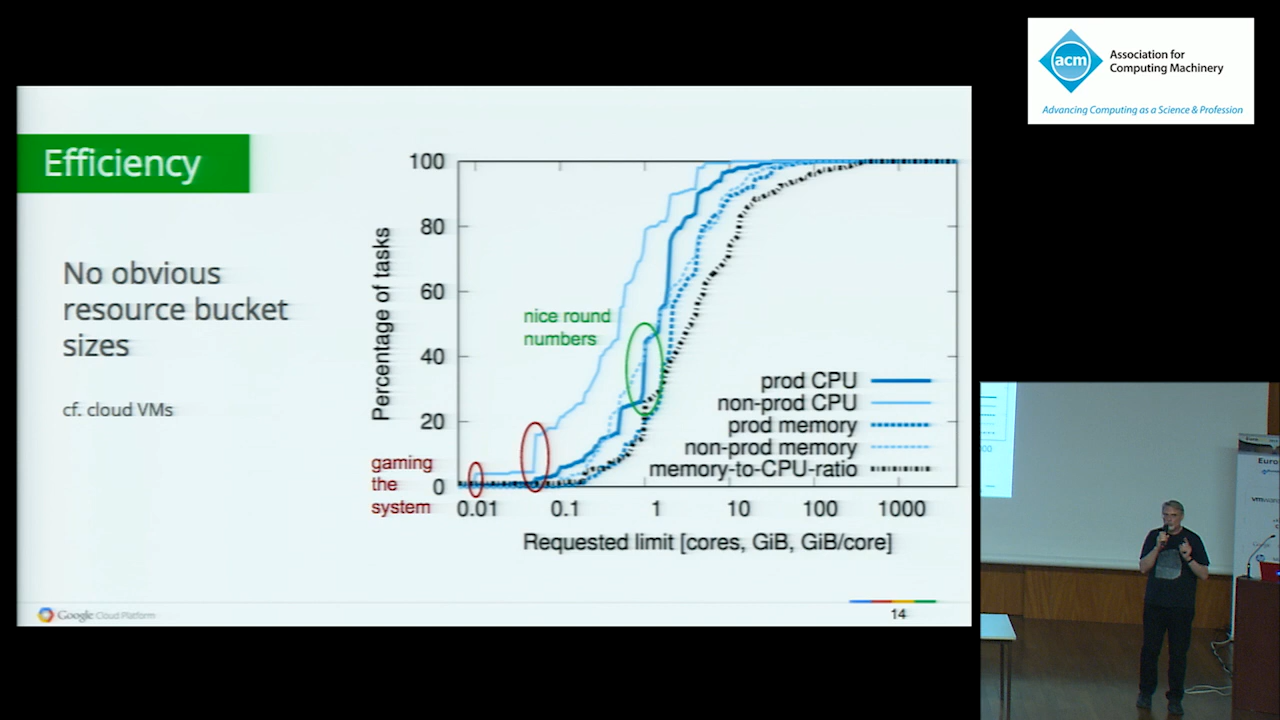 acm
Association for
Computing Machinery
Advancing Computing as a Science & Profession
Efficiency
No obvious
resource bucket
sizes
cf. cloud VMs
Percentage of tasks
100
80
60
40
20
0
nice round
numbers
gaming
the
system
prod CPU
non-prod CPU
prod memory
non-prod memory
memory-to-CPU-ratio
0.01 0.1 1 10 100 1000
Requested limit [cores, GiB, GiB/core]
Google Cloud Platform
14